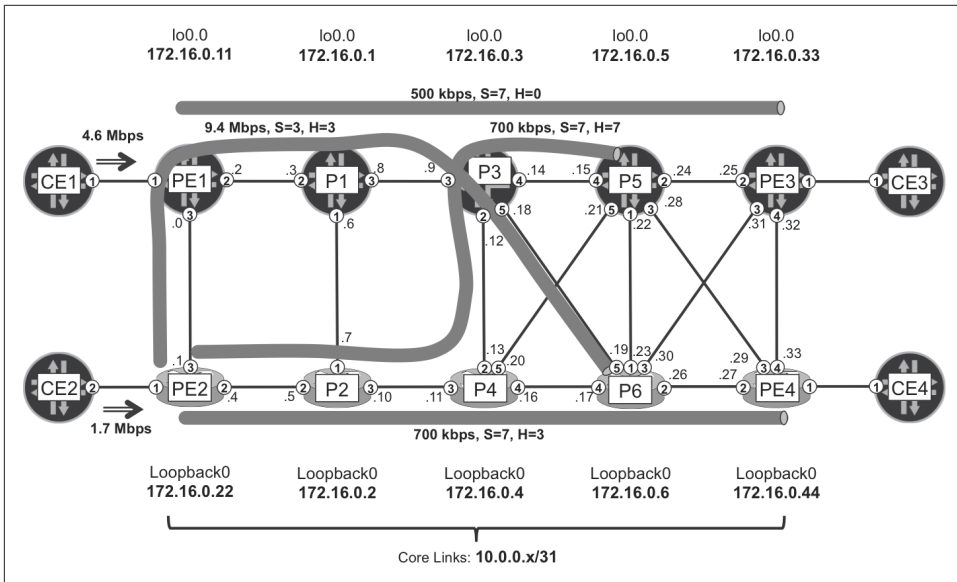 lo0.0 lo0.0 lo0.0 lo0.0 lo0.0
172.16.0.11 172.16.0.1 172.16.0.3 172.16.0.5 172.16.0.33
500 kbps, S=7, H=0
9.4 Mbps, S=3, H=3 700 kbps, S=7, H=7
4.6 Mbps
CE1 1 1 PE1 2 .2 .3 2 P1 3 .8 .9 3 P3 4 .14 .15 4 P5 2 .24 .25 2 PE3 1 1 CE3
3 1 2 5 5 1 3 3 4
.0 .6 .12 .18 .21 .22 .28 .31 .32
.1 .7 .13 .20 .19 .23 .30 .29 .33
3 1 2 5 5 1 3 3 4
CE2 2 1 PE2 2 .4 .5 2 P2 3 .10 .11 3 P4 4 .16 .17 4 P6 2 .26 .27 2 PE4 1 1 CE4
1.7 Mbps
700 kbps, S=7, H=3
Loopback0 Loopback0 Loopback0 Loopback0 Loopback0
172.16.0.22 172.16.0.2 172.16.0.4 172.16.0.6 172.16.0.44
Core Links: 10.0.0.x/31